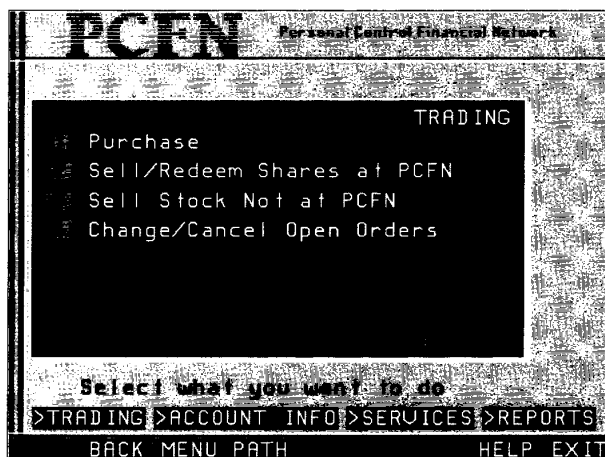 PCFN
Personal Control Financial Network
TRADING
Purchase
Sell/Redeem Shares at PCFN
Sell Stock Not at PCFN
Change/Cancel Open Orders
Select what you want to do
>TRADING >ACCOUNT INFO >SERVICES >REPORTS
BACK MENU PATH HELP EXIT